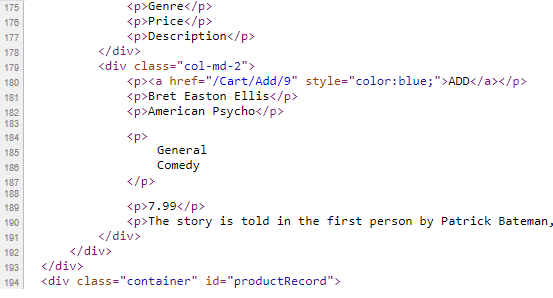 175 <p>Genre</p>
176 <p>Price</p>
177 <p>Description</p>
178 </div>
179 <div class="col-md-2">
180 <p><a href="/Cart/Add/9" style="color:blue;">ADD</a></p>
181 <p>Bret Easton Ellis</p>
182 <p>American Psycho</p>
183
184 <p>
185 General
186 Comedy
187 </p>
188
189 <p>7.99</p>
190 <p>The story is told in the first person by Patrick Bateman,
191 </div>
192 </div>
193 </div>
194 <div class="container" id="productRecord">